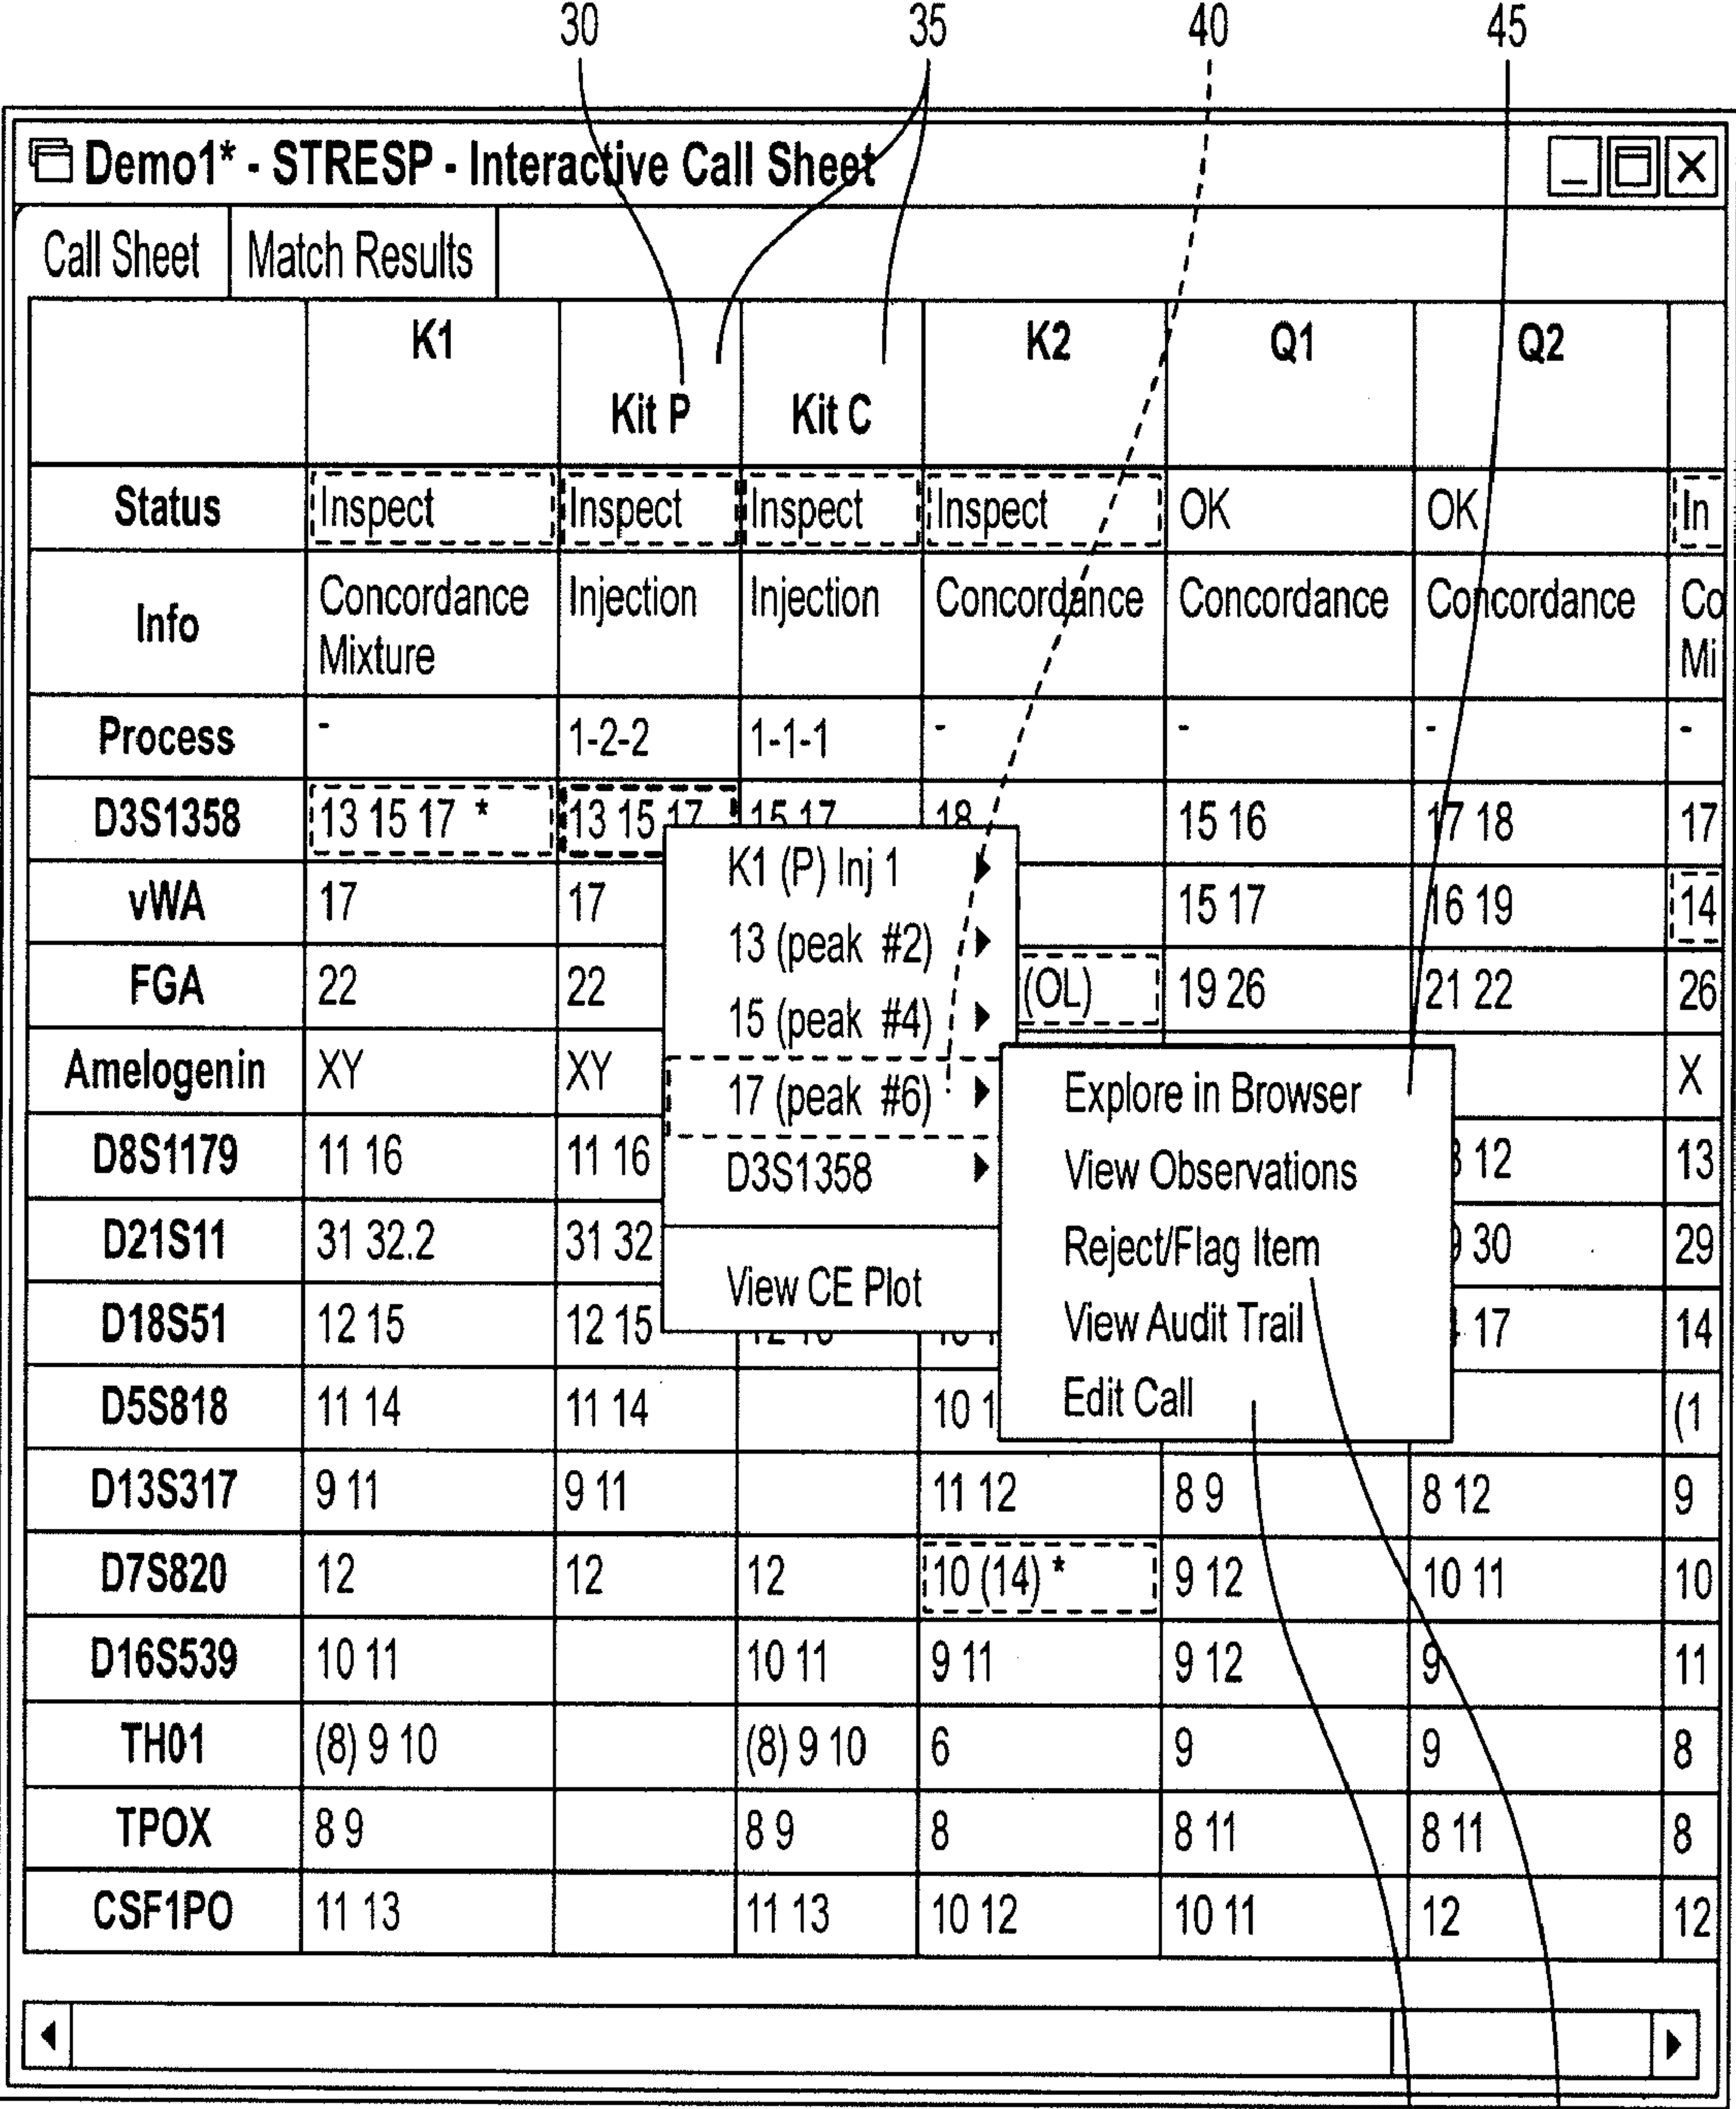 30 35 40 45
Demo1* - STRESP - Interactive Call Sheet
Call Sheet Match Results
K1 K2 Q1 Q2
Kit P Kit C
Status Inspect Inspect Inspect Inspect OK OK In
Info Concordance Injection Injection Concordance Concordance Concordance Co
Mixture Mi
Process - 1-2-2 1-1-1 - - - -
D3S1358 13 15 17 * 13 15 17 15 17 18 15 16 17 18 17
K1 (P) Inj 1
vWA 17 17 15 17 16 19 14
13 (peak #2)
FGA 22 22 (OL) 19 26 21 22 26
15 (peak #4)
Amelogenin XY XY X
17 (peak #6) Explore in Browser
D8S1179 11 16 11 16 12 13
D3S1358 View Observations
D21S11 31 32.2 31 32 30 29
Reject/Flag Item
View CE Plot
D18S51 12 15 12 15 17 14
View Audit Trail
D5S818 11 14 11 14 10 1 (1
Edit Call
D13S317 9 11 9 11 11 12 8 9 8 12 9
D7S820 12 12 12 10 (14) * 9 12 10 11 10
D16S539 10 11 10 11 9 11 9 12 9 11
TH01 (8) 9 10 (8) 9 10 6 9 9 8
TPOX 8 9 8 9 8 8 11 8 11 8
CSF1PO 11 13 11 13 10 12 10 11 12 12